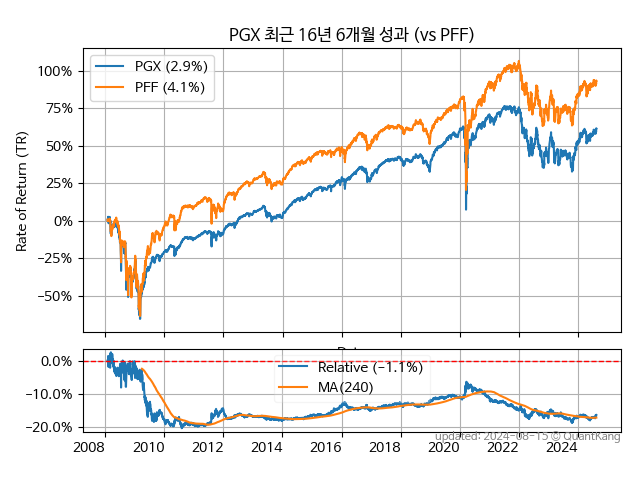 PGX 최근 16년 6개월 성과 (vs PFF)
PGX (2.9%)
PFF (4.1%)
Rate of Return (TR)
100%
75%
50%
25%
0%
−25%
−50%
Relative (−1.1%)
MA(240)
0.0%
−10.0%
−20.0%
2008 2010 2012 2014 2016 2018 2020 2022 2024
updated: 2024-08-15 © QuantKang